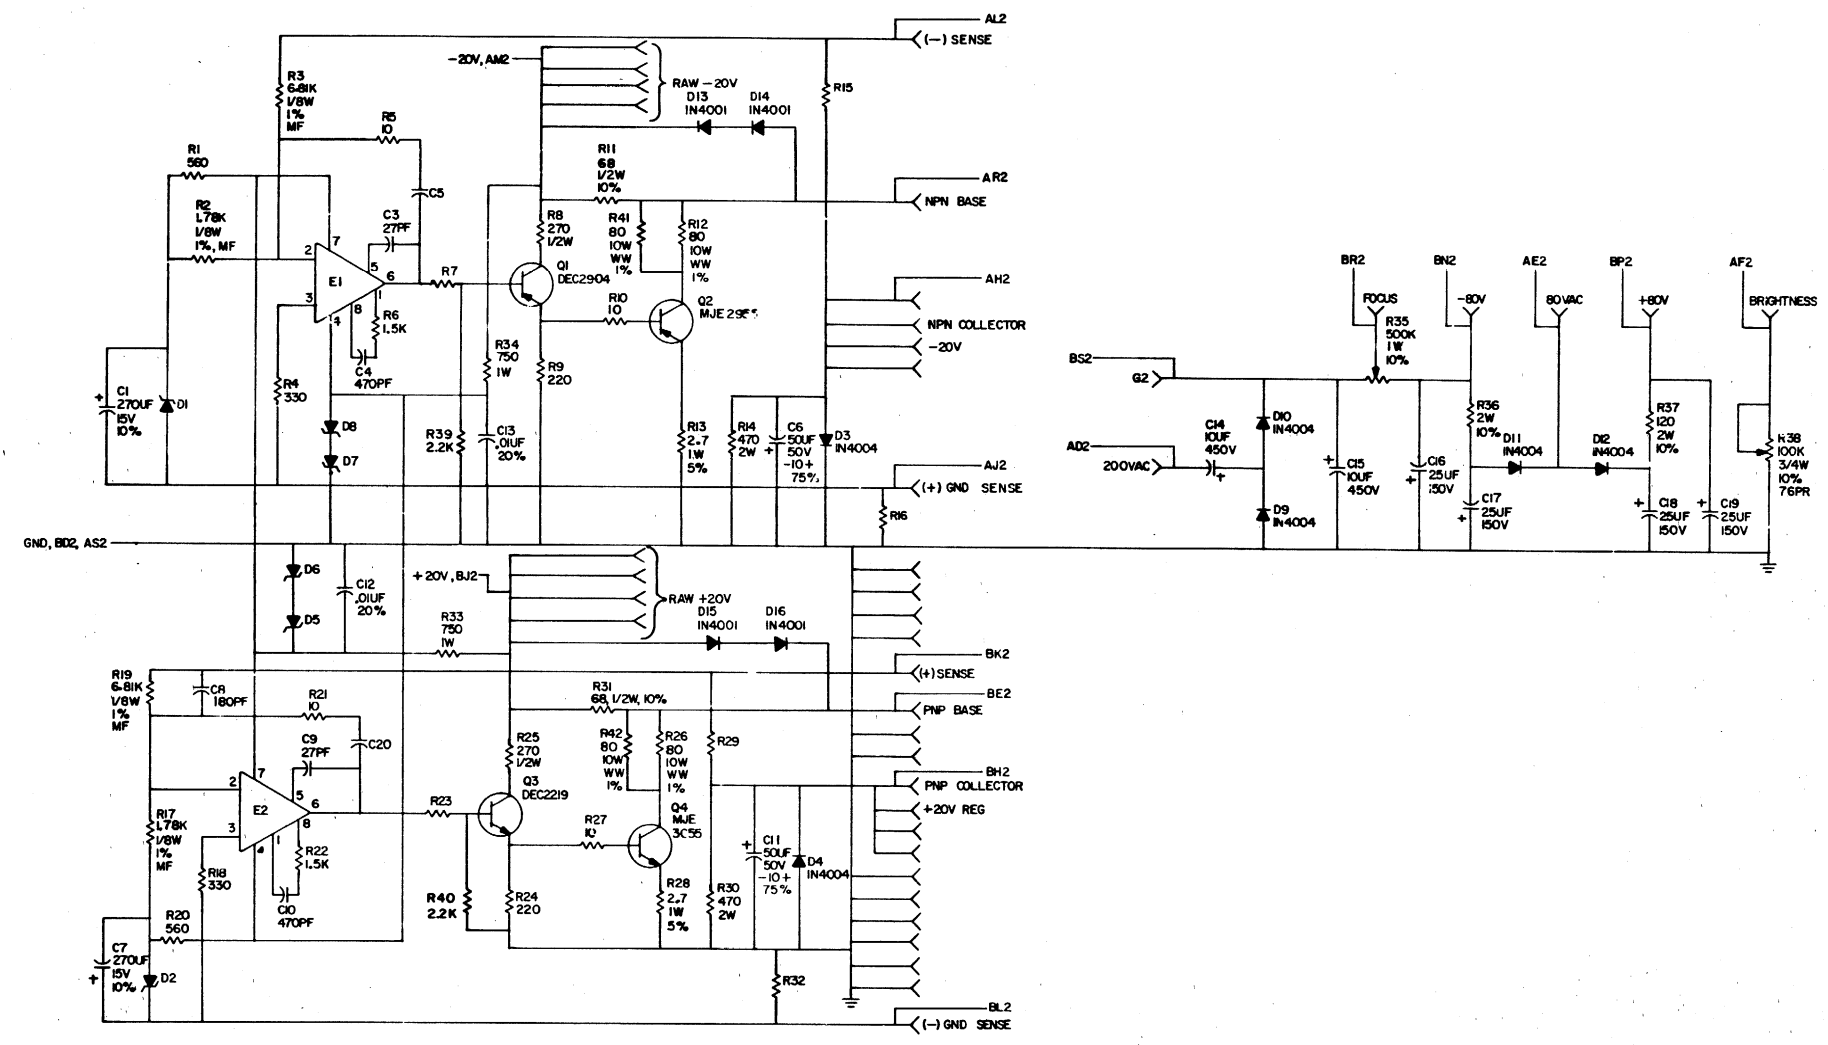 AL2
(−) SENSE
−20V, AM2
RAW −20V
R3
6.81K
1/8W
1%
MF
R5
10
D13
1N4001
D14
1N4001
R15
R1
560
R2
1.78K
1/8W
1%, MF
C5
R11
68
1/2W
10%
AR2
NPN BASE
C3
27PF
R8
270
1/2W
R41
80
10W
WW
1%
R12
80
10W
WW
1%
2
7
E1
5
6
3
4
8
1
R7
Q1
DEC2904
R10
10
Q2
AH2
NPN COLLECTOR
−20V
R6
1.5K
C4
470PF
R34
750
1W
R9
220
C1
270UF
15V
10%
+
D1
R4
330
D8
D7
R39
2.2K
C13
.01UF
20%
R13
2.7
1W
5%
R14
470
2W
C6
50UF
50V
−10+
75%
+
D3
1N4004
AJ2
(+) GND SENSE
R16
GND, BD2, AS2
BR2
BN2
AE2
BP2
AF2
FOCUS
−80V
80VAC
+80V
BRIGHTNESS
R35
500K
1W
10%
BS2
G2
AD2
200VAC
C14
10UF
450V
+
D10
1N4004
D9
1N4004
+
C15
10UF
450V
C16
25UF
150V
+
R36
2W
10%
D11
1N4004
D12
1N4004
R37
120
2W
10%
C17
25UF
150V
+
+
C18
25UF
150V
+
C19
25UF
150V
R38
100K
3/4W
10%
76PR
D6
D5
C12
.01UF
20%
+20V, BJ2
RAW +20V
R33
750
1W
D15
1N4001
D16
1N4001
BK2
(+) SENSE
R19
6.81K
1/8W
1%
MF
C8
180PF
R21
10
R31
68, 1/2W, 10%
BE2
PNP BASE
C9
27PF
C20
R25
270
1/2W
R42
80
10W
WW
1%
R26
80
10W
WW
1%
R29
2
7
E2
5
6
3
4
1
8
R23
Q3
DEC2219
R27
10
Q4
MJE
BH2
PNP COLLECTOR
+20V REG
R17
1.78K
1/8W
1%
MF
R18
330
R22
1.5K
C10
470PF
R20
560
C7
270UF
15V
10%
+
D2
R40
2.2K
R24
220
R28
2.7
1W
5%
R30
470
2W
+
C11
50UF
50V
−10+
75%
D4
1N4004
R32
BL2
(−) GND SENSE